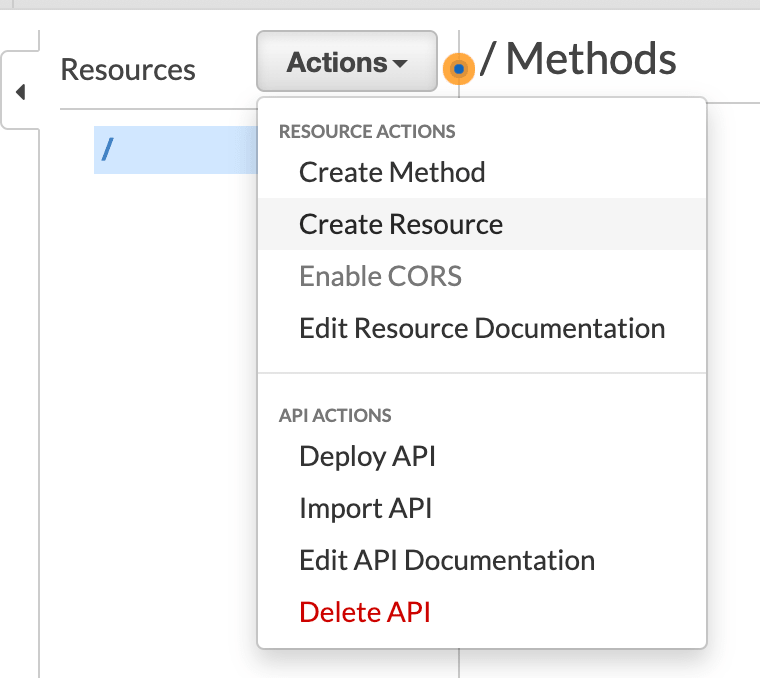 Resources
Actions
/ Methods
/
RESOURCE ACTIONS
Create Method
Create Resource
Enable CORS
Edit Resource Documentation
API ACTIONS
Deploy API
Import API
Edit API Documentation
Delete API